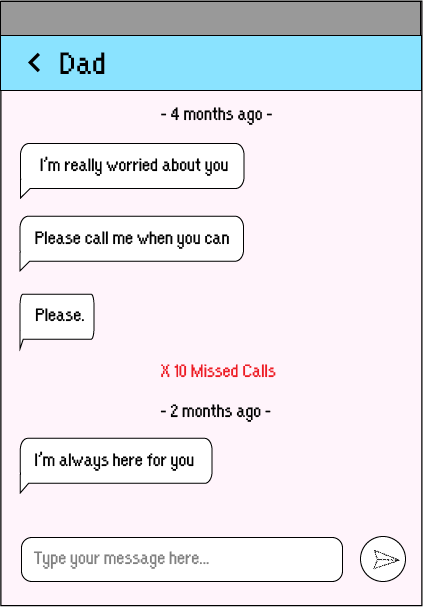 Dad
- 4 months ago -
I'm really worried about you
Please call me when you can
Please.
X 10 Missed Calls
- 2 months ago -
I'm always here for you
Type your message here...